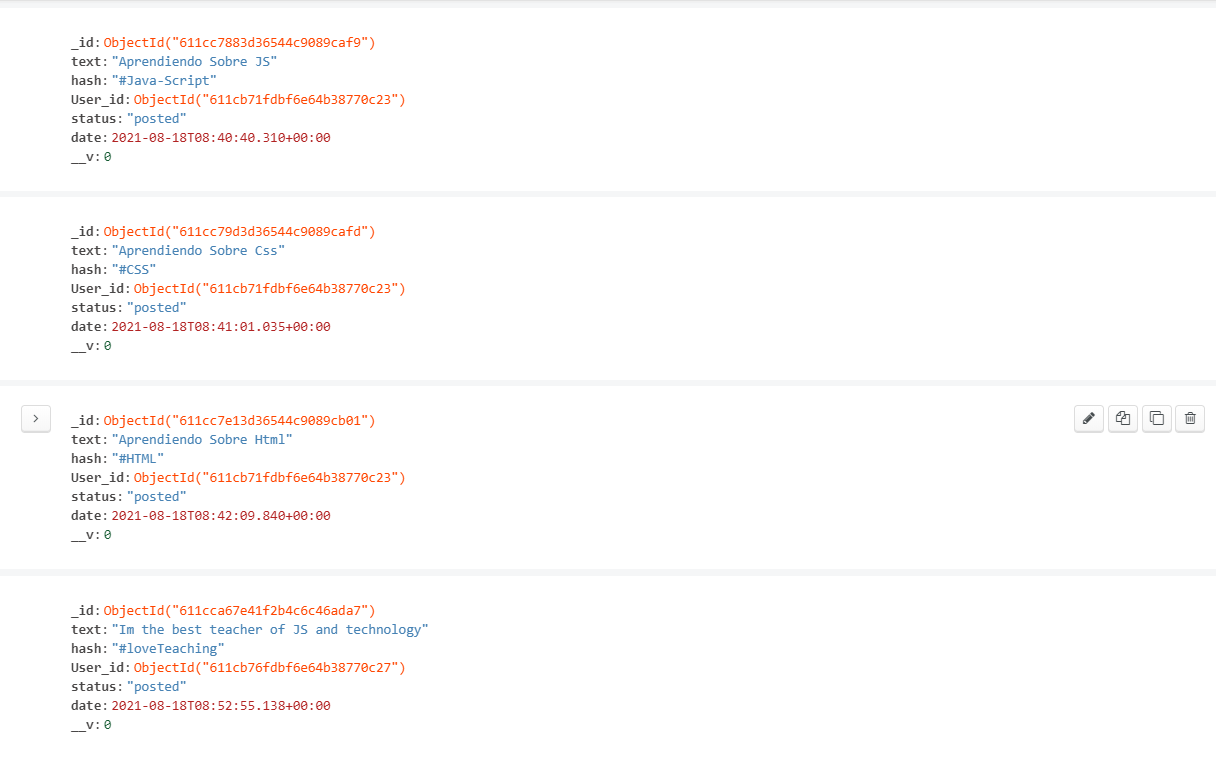 _id: ObjectId("611cc7883d36544c9089caf9")
text: "Aprendiendo Sobre JS"
hash: "#Java-Script"
User_id: ObjectId("611cb71fdbf6e64b38770c23")
status: "posted"
date: 2021-08-18T08:40:40.310+00:00
__v: 0
_id: ObjectId("611cc79d3d36544c9089cafd")
text: "Aprendiendo Sobre Css"
hash: "#CSS"
User_id: ObjectId("611cb71fdbf6e64b38770c23")
status: "posted"
date: 2021-08-18T08:41:01.035+00:00
__v: 0
_id: ObjectId("611cc7e13d36544c9089cb01")
text: "Aprendiendo Sobre Html"
hash: "#HTML"
User_id: ObjectId("611cb71fdbf6e64b38770c23")
status: "posted"
date: 2021-08-18T08:42:09.840+00:00
__v: 0
_id: ObjectId("611cca67e41f2b4c6c46ada7")
text: "Im the best teacher of JS and technology"
hash: "#loveTeaching"
User_id: ObjectId("611cb76fdbf6e64b38770c27")
status: "posted"
date: 2021-08-18T08:52:55.138+00:00
__v: 0